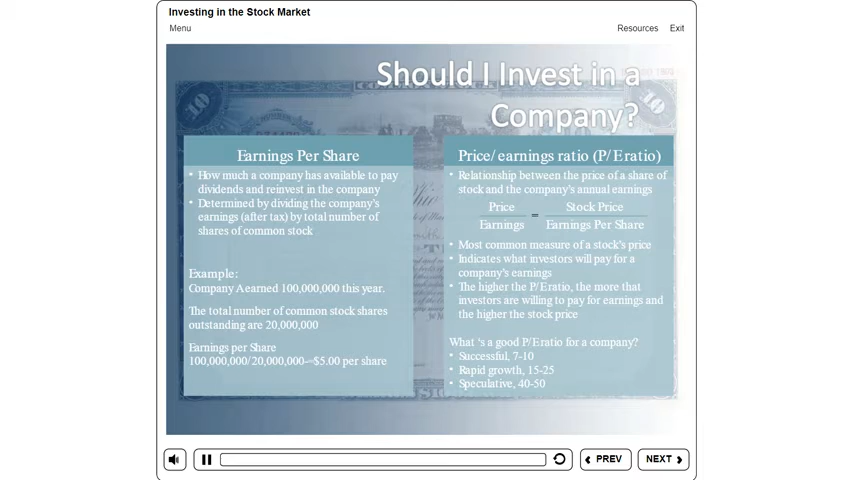 Investing in the Stock Market
Menu
Resources
Exit
Should I Invest in a
Company?
10
10
Earnings Per Share
• How much a company has available to pay
dividends and reinvest in the company
• Determined by dividing the company's
earnings (after tax) by total number of
shares of common stock
Example:
Company A earned 100,000,000 this year.
The total number of common stock shares
outstanding are 20,000,000
Earnings per Share
100,000,000/20,000,000=$5.00 per share
Price/earnings ratio (P/E ratio)
• Relationship between the price of a share of
stock and the company's annual earnings
Price
Earnings
=
Stock Price
Earnings Per Share
• Most common measure of a stock's price
• Indicates what investors will pay for a
company's earnings
• The higher the P/E ratio, the more that
investors are willing to pay for earnings and
the higher the stock price
What 's a good P/E ratio for a company?
• Successful, 7-10
• Rapid growth, 15-25
• Speculative, 40-50
PREV
NEXT